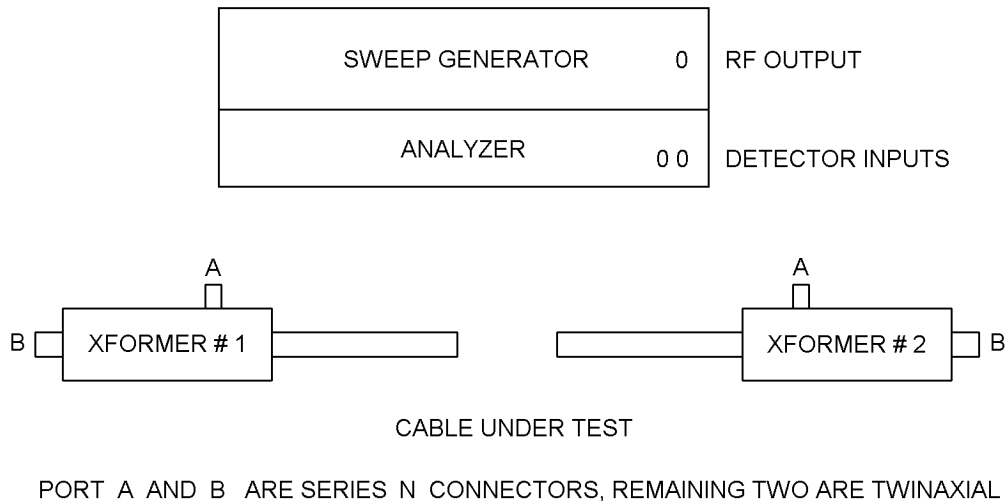 SWEEP GENERATOR 0 RF OUTPUT
ANALYZER 0 0 DETECTOR INPUTS
A A
B XFORMER # 1 XFORMER # 2 B
CABLE UNDER TEST
PORT A AND B ARE SERIES N CONNECTORS, REMAINING TWO ARE TWINAXIAL